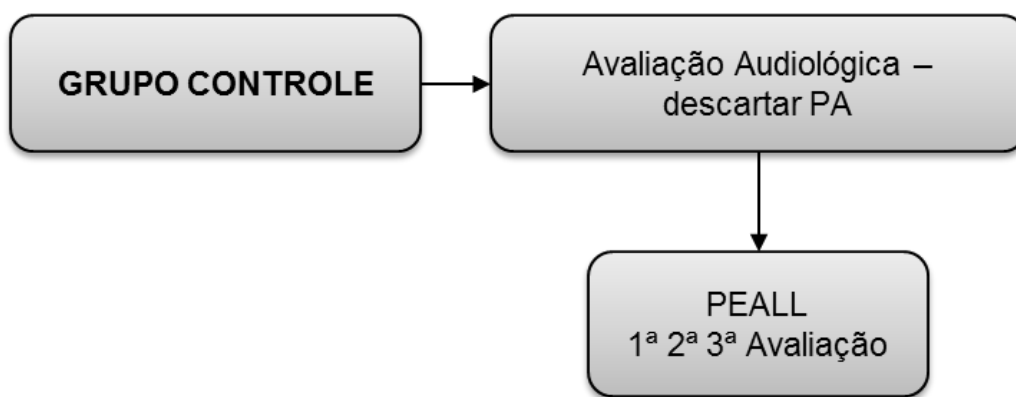 GRUPO CONTROLE
Avaliação Audiológica –
descartar PA
PEALL
1ª 2ª 3ª Avaliação